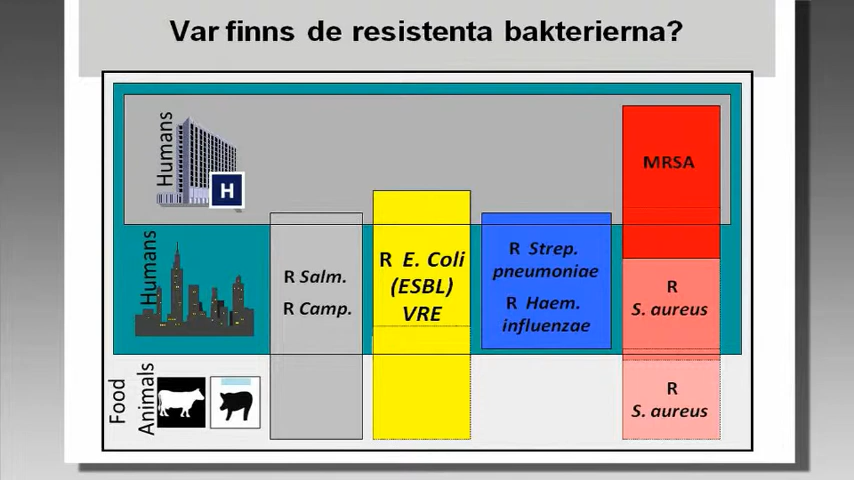 Var finns de resistenta bakterierna?
Humans
H
MRSA
Humans
R Salm.
R Camp.
R E. Coli
(ESBL)
VRE
R Strep.
pneumoniae
R Haem.
influenzae
R
S. aureus
Food
Animals
R
S. aureus